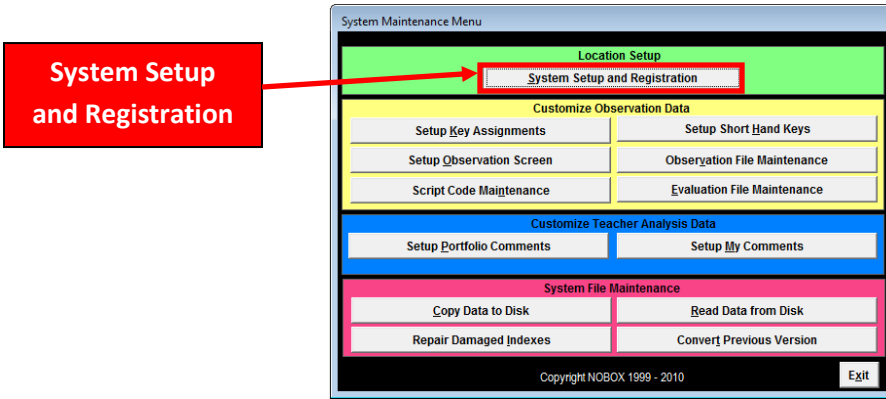 System Maintenance Menu
System Setup
and Registration
Location Setup
System Setup and Registration
Customize Observation Data
Setup Key Assignments
Setup Short Hand Keys
Setup Observation Screen
Observation File Maintenance
Script Code Maintenance
Evaluation File Maintenance
Customize Teacher Analysis Data
Setup Portfolio Comments
Setup My Comments
System File Maintenance
Copy Data to Disk
Read Data from Disk
Repair Damaged Indexes
Convert Previous Version
Copyright NOBOX 1999 - 2010
Exit